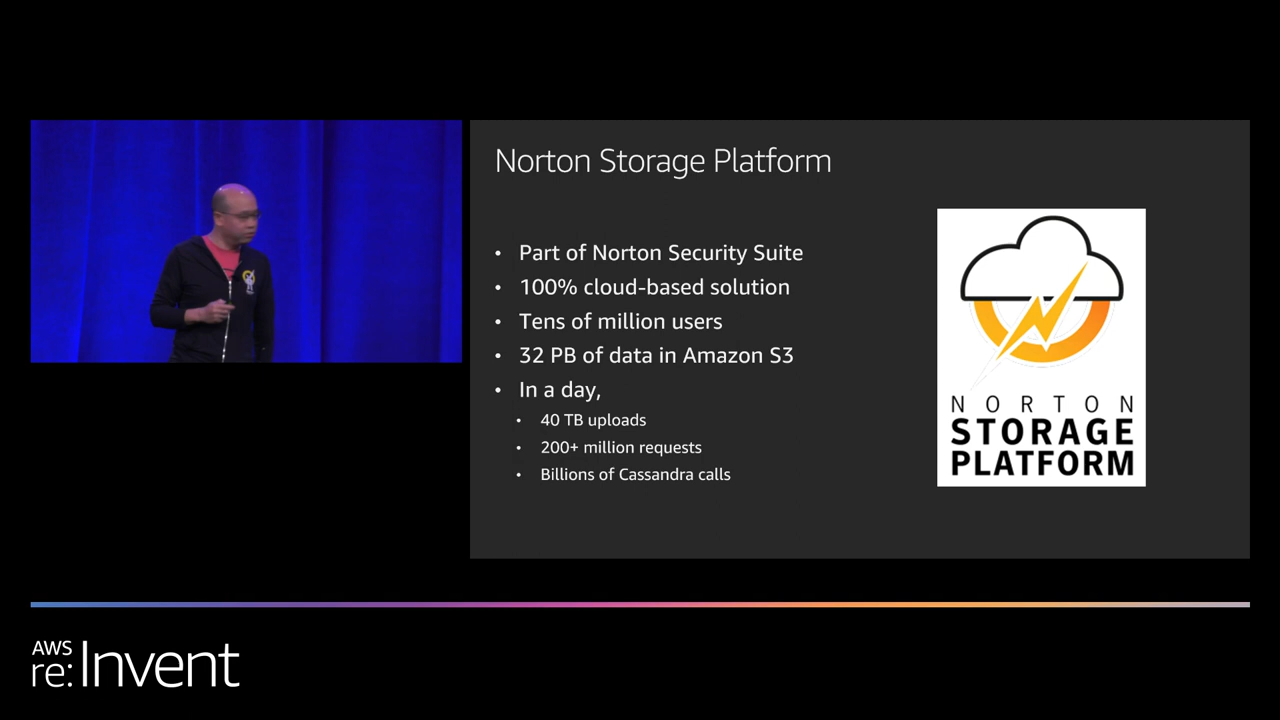 Norton Storage Platform
• Part of Norton Security Suite
• 100% cloud-based solution
• Tens of million users
• 32 PB of data in Amazon S3
• In a day,
• 40 TB uploads
• 200+ million requests
• Billions of Cassandra calls
NORTON
STORAGE
PLATFORM
AWS
re:Invent